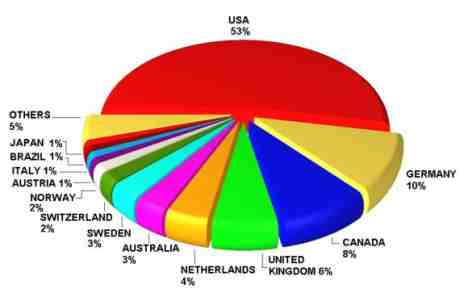 USA
53%
OTHERS
5%
JAPAN 1%
BRAZIL 1%
ITALY 1%
AUSTRIA 1%
NORWAY
2%
SWITZERLAND
2%
SWEDEN
3%
AUSTRALIA
3%
NETHERLANDS
4%
UNITED
KINGDOM 6%
CANADA
8%
GERMANY
10%